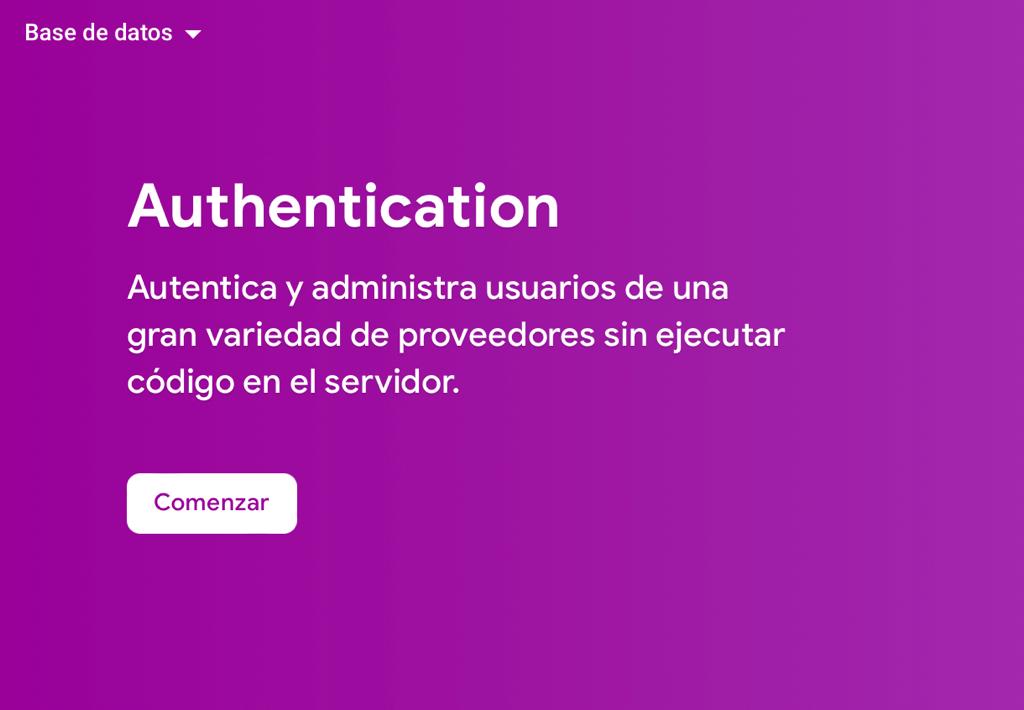 Base de datos
Authentication
Autentica y administra usuarios de una
gran variedad de proveedores sin ejecutar
código en el servidor.
Comenzar